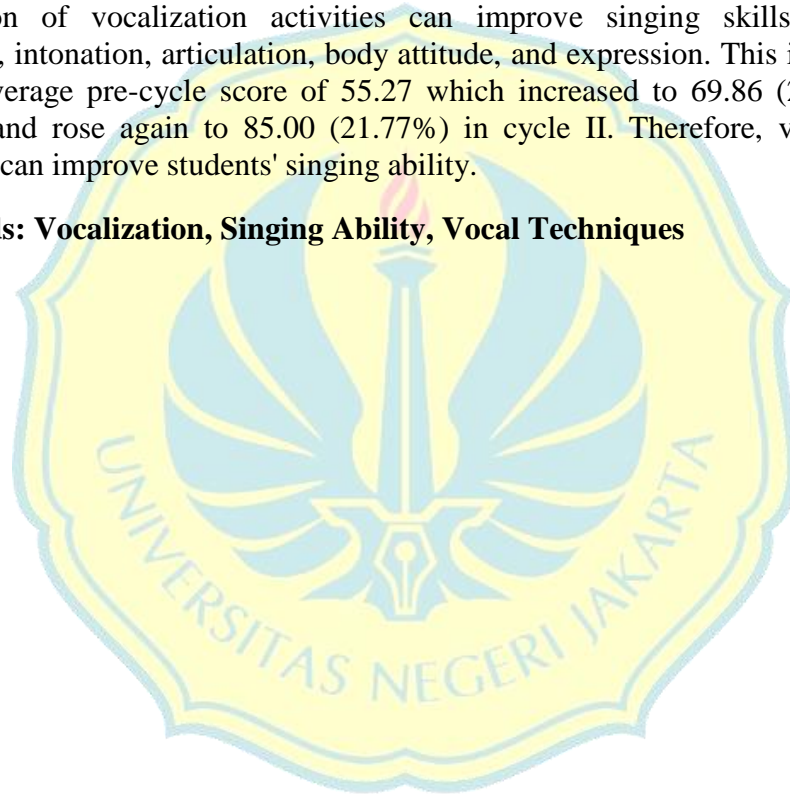 on of vocalization activities can improve singing skills
, intonation, articulation, body attitude, and expression. This i
verage pre-cycle score of 55.27 which increased to 69.86 (2
and rose again to 85.00 (21.77%) in cycle II. Therefore, v
can improve students' singing ability.
s: Vocalization, Singing Ability, Vocal Techniques
UNIVERSITAS NEGERI JAKARTA